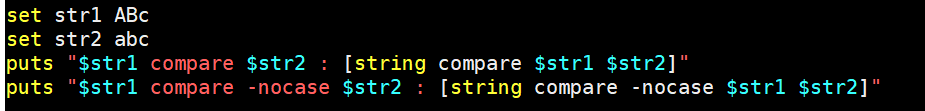 set str1 ABc
set str2 abc
puts "$str1 compare $str2 : [string compare $str1 $str2]"
puts "$str1 compare -nocase $str2 : [string compare -nocase $str1 $str2]"